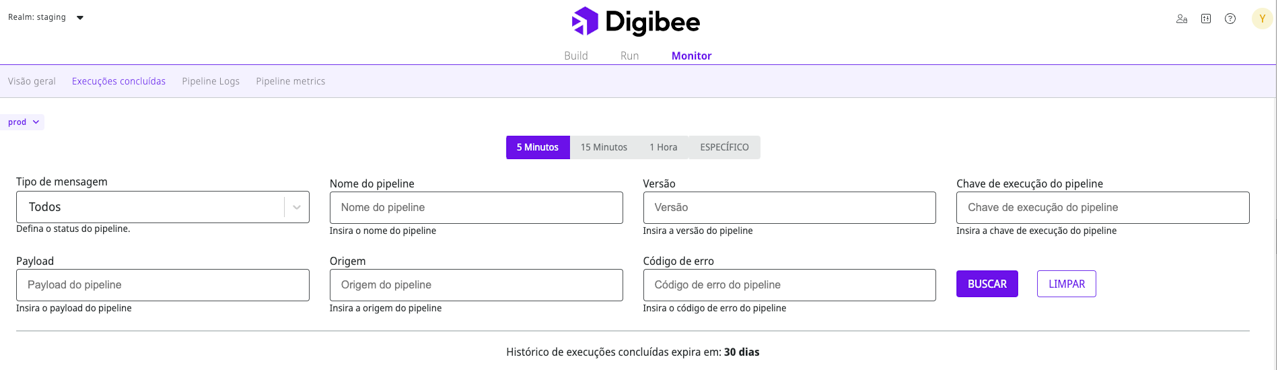 Realm: staging
Digibee
Y
Build Run Monitor
Visão geral Execuções concluídas Pipeline Logs Pipeline metrics
prod
5 Minutos 15 Minutos 1 Hora ESPECÍFICO
Tipo de mensagem
Todos
Defina o status do pipeline.
Nome do pipeline
Nome do pipeline
Insira o nome do pipeline
Versão
Versão
Insira a versão do pipeline
Chave de execução do pipeline
Chave de execução do pipeline
Insira a chave de execução do pipeline
Payload
Payload do pipeline
Insira o payload do pipeline
Origem
Origem do pipeline
Insira a origem do pipeline
Código de erro
Código de erro do pipeline
Insira o código de erro do pipeline
BUSCAR LIMPAR
Histórico de execuções concluídas expira em: 30 dias